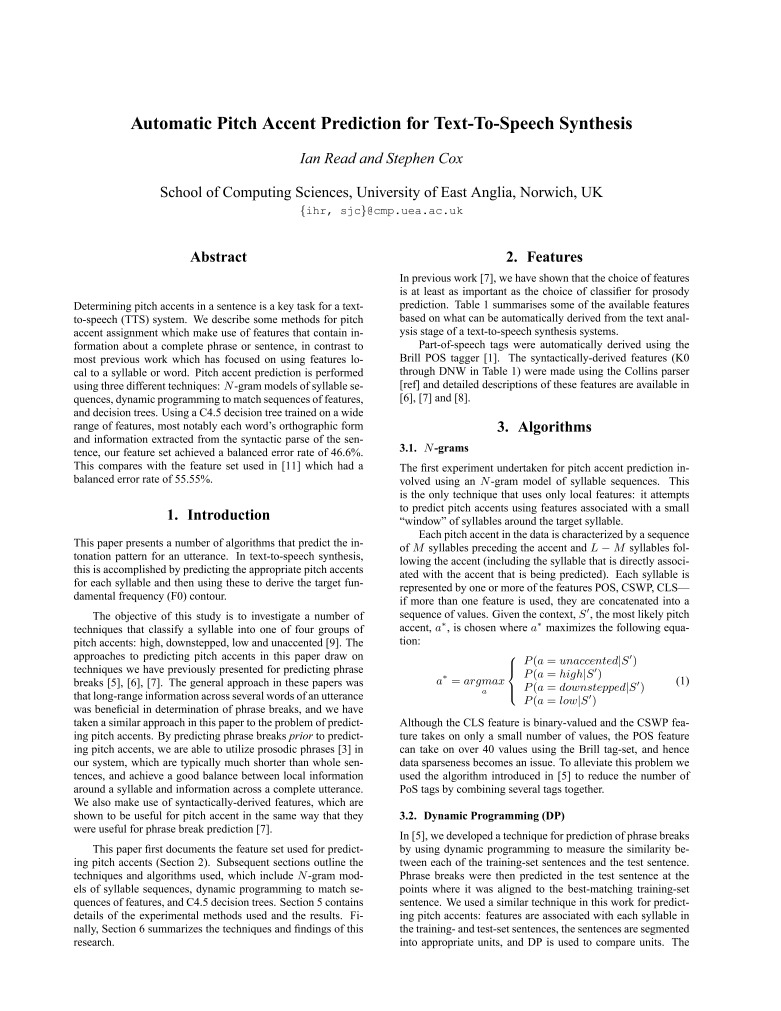 Automatic Pitch Accent Prediction for Text-To-Speech Synthesis
Ian Read and Stephen Cox
School of Computing Sciences, University of East Anglia, Norwich, UK
{ihr, sjc}@cmp.uea.ac.uk
Abstract
Determining pitch accents in a sentence is a key task for a text-
to-speech (TTS) system. We describe some methods for pitch
accent assignment which make use of features that contain in-
formation about a complete phrase or sentence, in contrast to
most previous work which has focused on using features lo-
cal to a syllable or word. Pitch accent prediction is performed
using three different techniques: N-gram models of syllable se-
quences, dynamic programming to match sequences of features,
and decision trees. Using a C4.5 decision tree trained on a wide
range of features, most notably each word's orthographic form
and information extracted from the syntactic parse of the sen-
tence, our feature set achieved a balanced error rate of 46.6%.
This compares with the feature set used in [11] which had a
balanced error rate of 55.55%.
1. Introduction
This paper presents a number of algorithms that predict the in-
tonation pattern for an utterance. In text-to-speech synthesis,
this is accomplished by predicting the appropriate pitch accents
for each syllable and then using these to derive the target fun-
damental frequency (F0) contour.
The objective of this study is to investigate a number of
techniques that classify a syllable into one of four groups of
pitch accents: high, downstepped, low and unaccented [9]. The
approaches to predicting pitch accents in this paper draw on
techniques we have previously presented for predicting phrase
breaks [5], [6], [7]. The general approach in these papers was
that long-range information across several words of an utterance
was beneficial in determination of phrase breaks, and we have
taken a similar approach in this paper to the problem of predict-
ing pitch accents. By predicting phrase breaks prior to predict-
ing pitch accents, we are able to utilize prosodic phrases [3] in
our system, which are typically much shorter than whole sen-
tences, and achieve a good balance between local information
around a syllable and information across a complete utterance.
We also make use of syntactically-derived features, which are
shown to be useful for pitch accent in the same way that they
were useful for phrase break prediction [7].
This paper first documents the feature set used for predict-
ing pitch accents (Section 2). Subsequent sections outline the
techniques and algorithms used, which include N-gram mod-
els of syllable sequences, dynamic programming to match se-
quences of features, and C4.5 decision trees. Section 5 contains
details of the experimental methods used and the results. Fi-
nally, Section 6 summarizes the techniques and findings of this
research.
2. Features
In previous work [7], we have shown that the choice of features
is at least as important as the choice of classifier for prosody
prediction. Table 1 summarises some of the available features
based on what can be automatically derived from the text anal-
ysis stage of a text-to-speech synthesis systems.
Part-of-speech tags were automatically derived using the
Brill POS tagger [1]. The syntactically-derived features (K0
through DNW in Table 1) were made using the Collins parser
[ref] and detailed descriptions of these features are available in
[6], [7] and [8].
3. Algorithms
3.1. N-grams
The first experiment undertaken for pitch accent prediction in-
volved using an N-gram model of syllable sequences. This
is the only technique that uses only local features: it attempts
to predict pitch accents using features associated with a small
“window” of syllables around the target syllable.
Each pitch accent in the data is characterized by a sequence
of M syllables preceding the accent and L − M syllables fol-
lowing the accent (including the syllable that is directly associ-
ated with the accent that is being predicted). Each syllable is
represented by one or more of the features POS, CSWP, CLS—
if more than one feature is used, they are concatenated into a
sequence of values. Given the context, S′, the most likely pitch
accent, a*, is chosen where a* maximizes the following equa-
tion:
P(a = unaccented|S′)
P(a = high|S′)
a* = argmax a { P(a = downstepped|S′) (1)
P(a = low|S′)
Although the CLS feature is binary-valued and the CSWP fea-
ture takes on only a small number of values, the POS feature
can take on over 40 values using the Brill tag-set, and hence
data sparseness becomes an issue. To alleviate this problem we
used the algorithm introduced in [5] to reduce the number of
PoS tags by combining several tags together.
3.2. Dynamic Programming (DP)
In [5], we developed a technique for prediction of phrase breaks
by using dynamic programming to measure the similarity be-
tween each of the training-set sentences and the test sentence.
Phrase breaks were then predicted in the test sentence at the
points where it was aligned to the best-matching training-set
sentence. We used a similar technique in this work for predict-
ing pitch accents: features are associated with each syllable in
the training- and test-set sentences, the sentences are segmented
into appropriate units, and DP is used to compare units. The